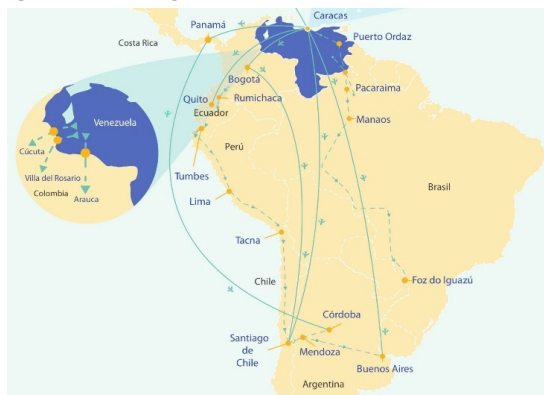 Caracas
Panamá
Puerto Ordaz
Costa Rica
Bogotá
Pacaraima
Quito
Rumichaca
Ecuador
Manaos
Venezuela
Cúcuta
Villa del Rosario
Colombia
Arauca
Perú
Tumbes
Brasil
Lima
Tacna
Chile
Foz do Iguazú
Córdoba
Santiago
de
Chile
Mendoza
Buenos Aires
Argentina